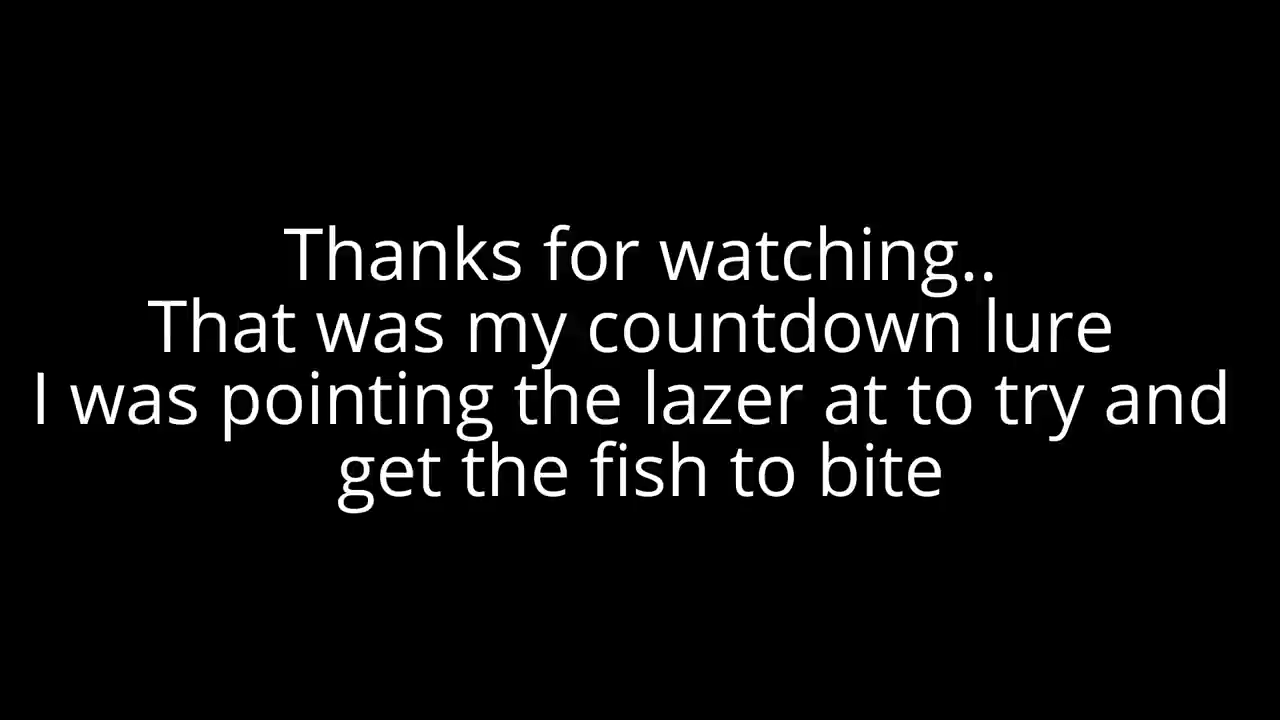 Thanks for watching..
That was my countdown lure
I was pointing the lazer at to try and
get the fish to bite